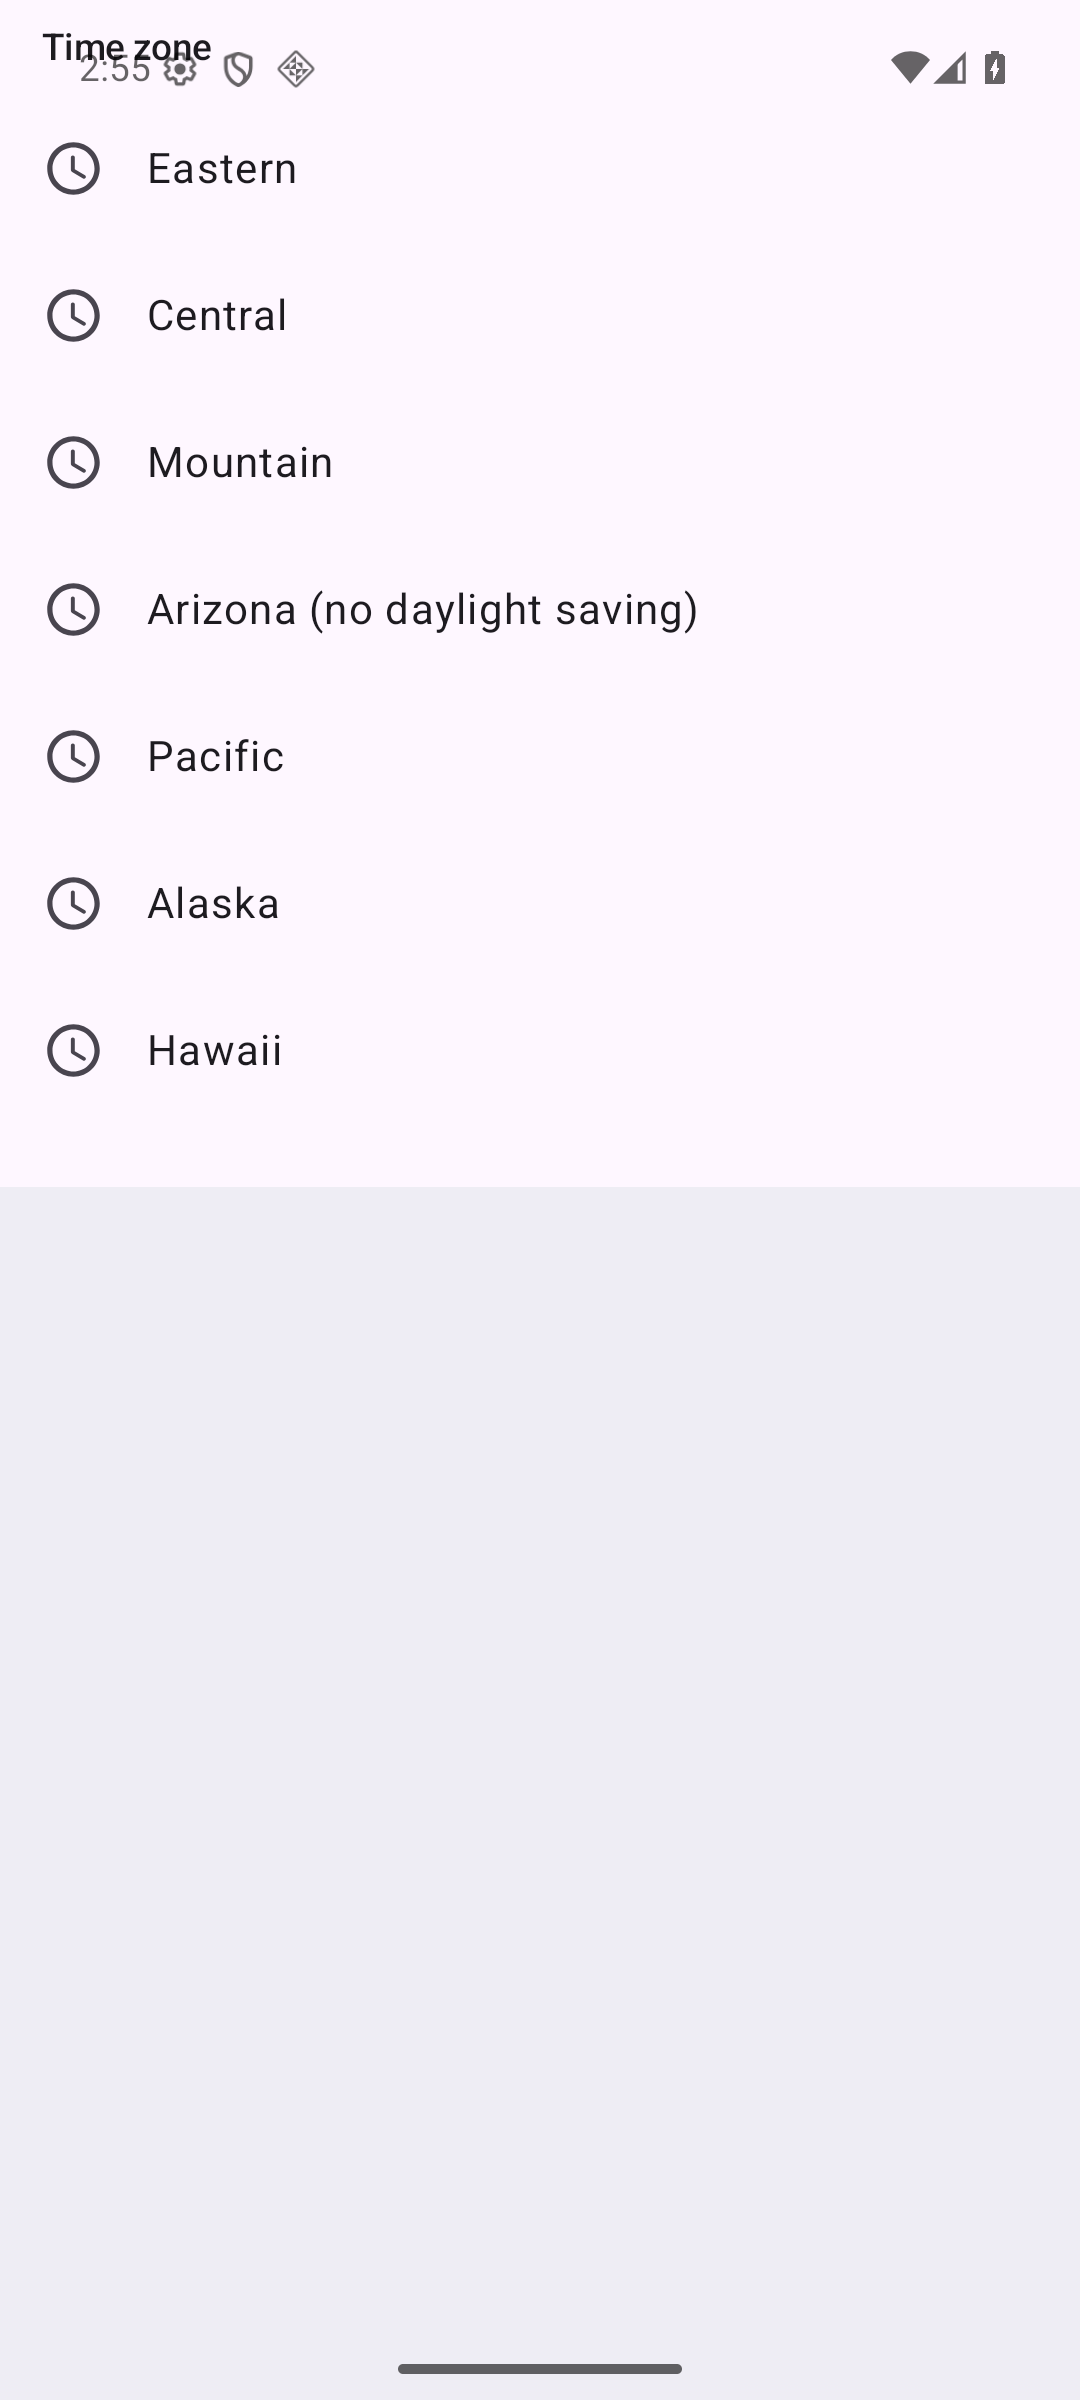 Time zone
2:55
Eastern
Central
Mountain
Arizona (no daylight saving)
Pacific
Alaska
Hawaii